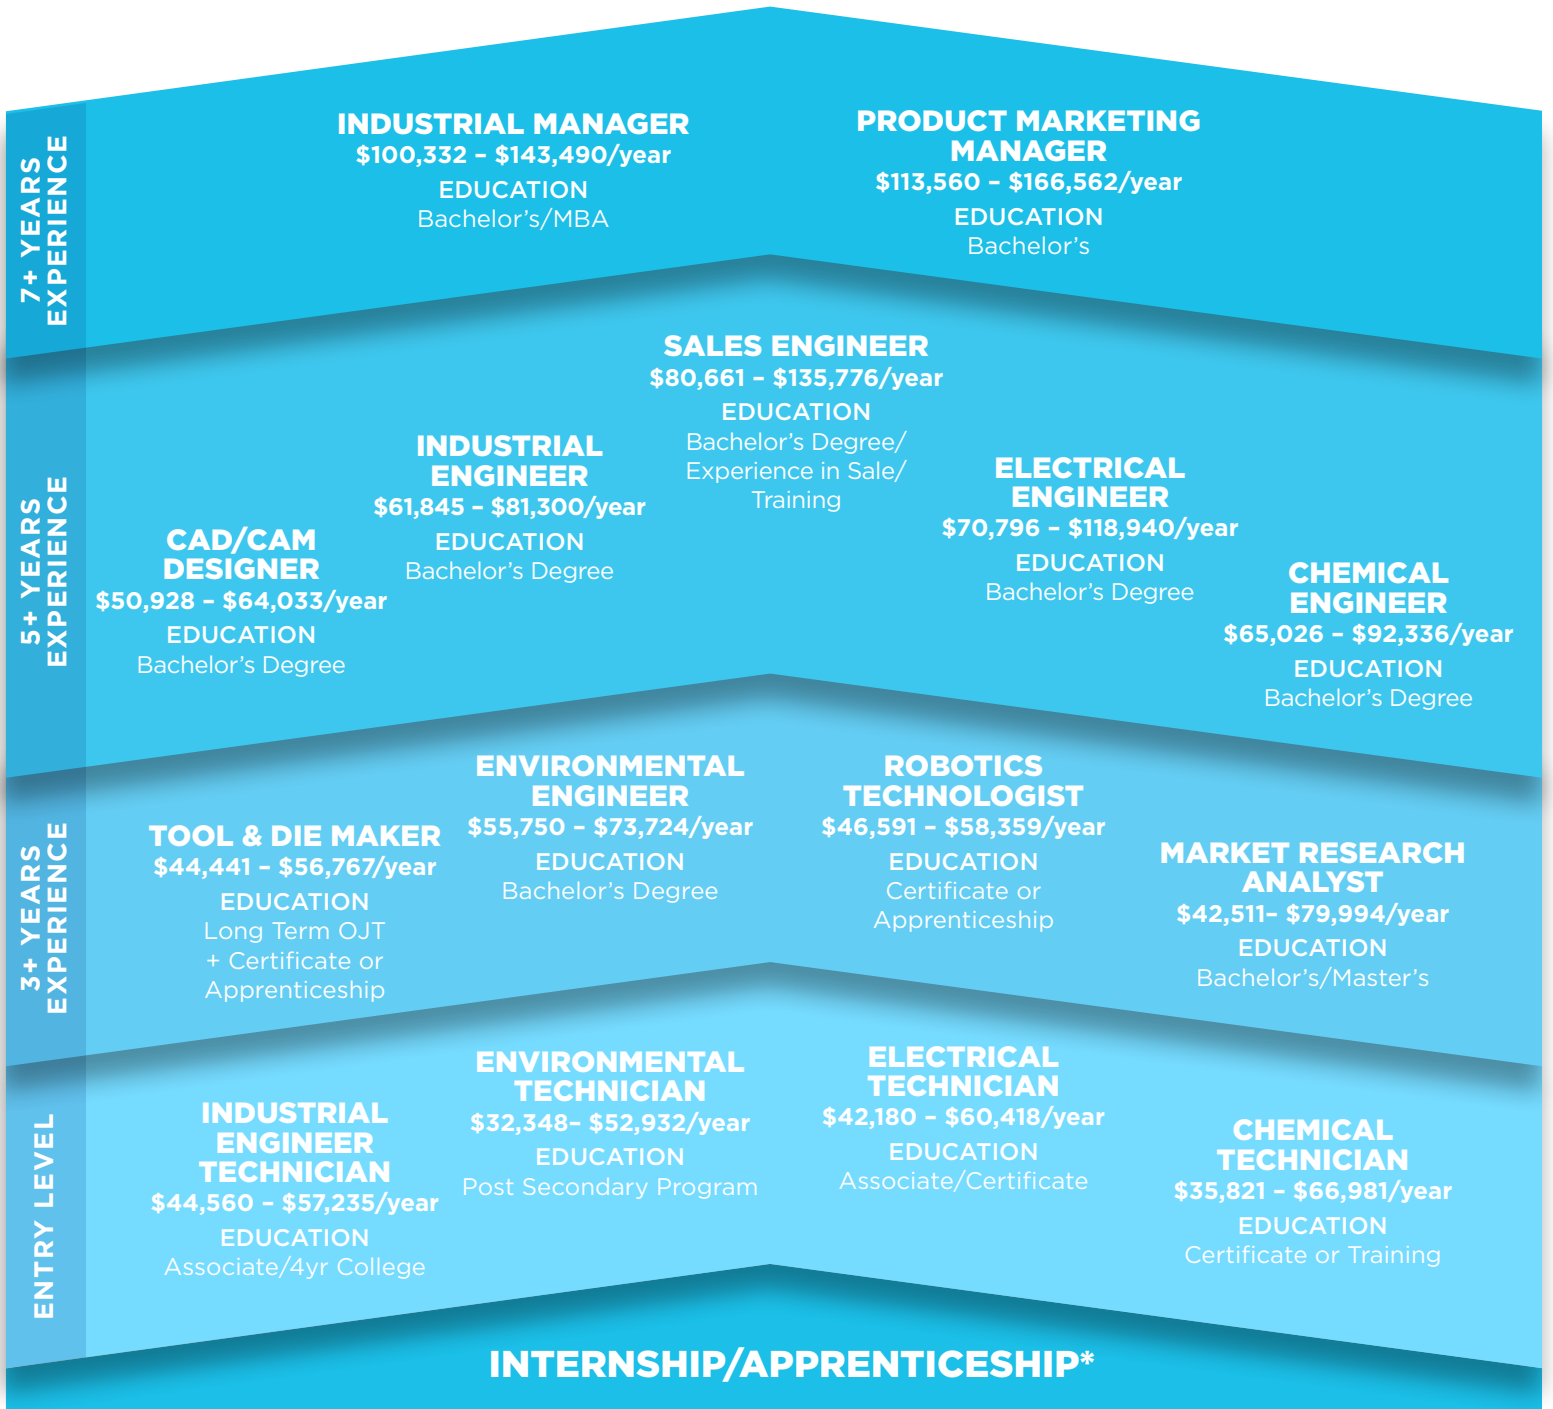 7+ YEARS
EXPERIENCE
INDUSTRIAL MANAGER
$100,332 – $143,490/year
EDUCATION
Bachelor’s/MBA
PRODUCT MARKETING
MANAGER
$113,560 – $166,562/year
EDUCATION
Bachelor’s
5+ YEARS
EXPERIENCE
CAD/CAM
DESIGNER
$50,928 – $64,033/year
EDUCATION
Bachelor’s Degree
INDUSTRIAL
ENGINEER
$61,845 – $81,300/year
EDUCATION
Bachelor’s Degree
SALES ENGINEER
$80,661 – $135,776/year
EDUCATION
Bachelor’s Degree/
Experience in Sale/
Training
ELECTRICAL
ENGINEER
$70,796 – $118,940/year
EDUCATION
Bachelor’s Degree
CHEMICAL
ENGINEER
$65,026 – $92,336/year
EDUCATION
Bachelor’s Degree
3+ YEARS
EXPERIENCE
TOOL & DIE MAKER
$44,441 – $56,767/year
EDUCATION
Long Term OJT
+ Certificate or
Apprenticeship
ENVIRONMENTAL
ENGINEER
$55,750 – $73,724/year
EDUCATION
Bachelor’s Degree
ROBOTICS
TECHNOLOGIST
$46,591 – $58,359/year
EDUCATION
Certificate or
Apprenticeship
MARKET RESEARCH
ANALYST
$42,511– $79,994/year
EDUCATION
Bachelor’s/Master’s
ENTRY LEVEL
INDUSTRIAL
ENGINEER
TECHNICIAN
$44,560 – $57,235/year
EDUCATION
Associate/4yr College
ENVIRONMENTAL
TECHNICIAN
$32,348– $52,932/year
EDUCATION
Post Secondary Program
ELECTRICAL
TECHNICIAN
$42,180 – $60,418/year
EDUCATION
Associate/Certificate
CHEMICAL
TECHNICIAN
$35,821 – $66,981/year
EDUCATION
Certificate or Training
INTERNSHIP/APPRENTICESHIP*